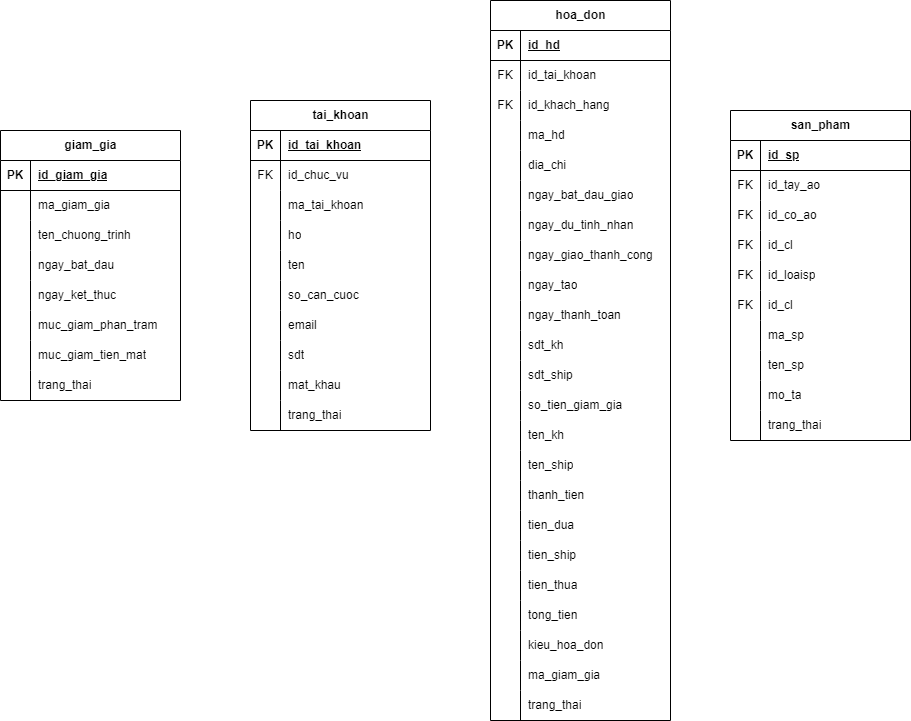 giam_gia
PK id_giam_gia
ma_giam_gia
ten_chuong_trinh
ngay_bat_dau
ngay_ket_thuc
muc_giam_phan_tram
muc_giam_tien_mat
trang_thai
tai_khoan
PK id_tai_khoan
FK id_chuc_vu
ma_tai_khoan
ho
ten
so_can_cuoc
email
sdt
mat_khau
trang_thai
hoa_don
PK id_hd
FK id_tai_khoan
FK id_khach_hang
ma_hd
dia_chi
ngay_bat_dau_giao
ngay_du_tinh_nhan
ngay_giao_thanh_cong
ngay_tao
ngay_thanh_toan
sdt_kh
sdt_ship
so_tien_giam_gia
ten_kh
ten_ship
thanh_tien
tien_dua
tien_ship
tien_thua
tong_tien
kieu_hoa_don
ma_giam_gia
trang_thai
san_pham
PK id_sp
FK id_tay_ao
FK id_co_ao
FK id_cl
FK id_loaisp
FK id_cl
ma_sp
ten_sp
mo_ta
trang_thai